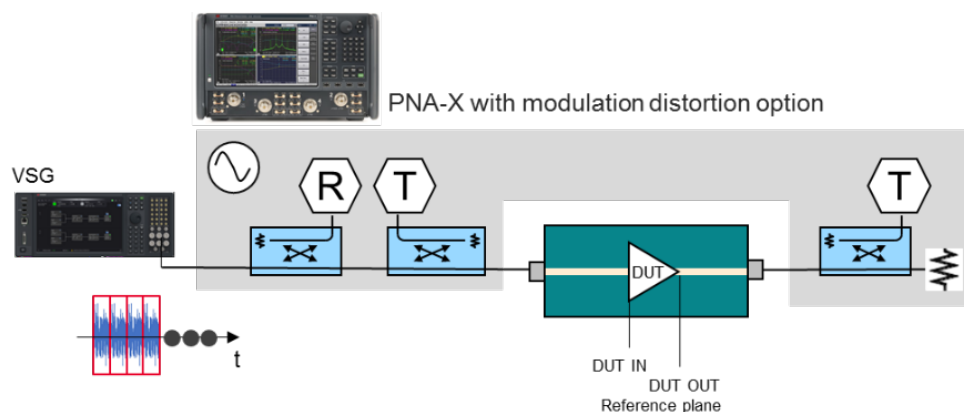 PNA-X with modulation distortion option
VSG
R
T
T
DUT
t
DUT IN
DUT OUT
Reference plane